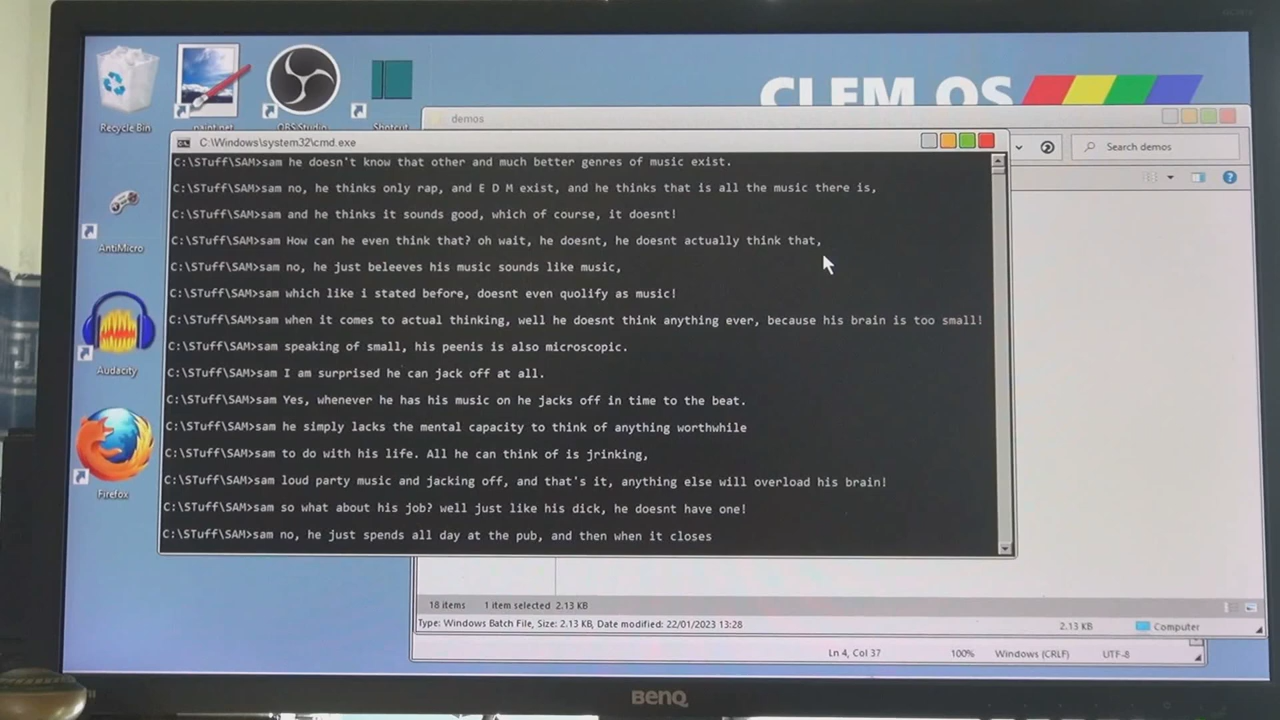 CLEM OS
Recycle Bin
paint.net
OBS Studio
demos
C:\Windows\system32\cmd.exe
Search demos
C:\STuff\SAM>sam he doesn't know that other and much better genres of music exist.
C:\STuff\SAM>sam no, he thinks only rap, and E D M exist, and he thinks that is all the music there is,
C:\STuff\SAM>sam and he thinks it sounds good, which of course, it doesnt!
C:\STuff\SAM>sam How can he even think that? oh wait, he doesnt, he doesnt actually think that,
C:\STuff\SAM>sam no, he just beleeves his music sounds like music,
C:\STuff\SAM>sam which like i stated before, doesnt even quolify as music!
C:\STuff\SAM>sam when it comes to actual thinking, well he doesnt think anything ever, because his brain is too small!
C:\STuff\SAM>sam speaking of small, his peenis is also microscopic.
C:\STuff\SAM>sam I am surprised he can jack off at all.
C:\STuff\SAM>sam Yes, whenever he has his music on he jacks off in time to the beat.
C:\STuff\SAM>sam he simply lacks the mental capacity to think of anything worthwhile
C:\STuff\SAM>sam to do with his life. All he can think of is jrinking,
C:\STuff\SAM>sam loud party music and jacking off, and that's it, anything else will overload his brain!
C:\STuff\SAM>sam so what about his job? well just like his dick, he doesnt have one!
C:\STuff\SAM>sam no, he just spends all day at the pub, and then when it closes
AntiMicro
Audacity
Firefox
18 items 1 item selected 2.13 KB
Type: Windows Batch File, Size: 2.13 KB, Date modified: 22/01/2023 13:28
2.13 KB
Computer
Ln 4, Col 37
100%
Windows (CRLF)
UTF-8
BenQ